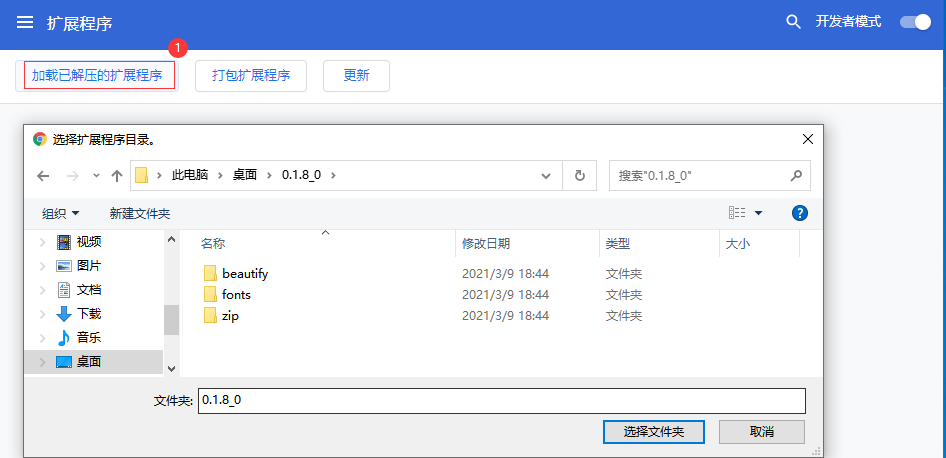 扩展程序
开发者模式
1
加载已解压的扩展程序
打包扩展程序
更新
选择扩展程序目录。
此电脑 > 桌面 > 0.1.8_0 >
搜索"0.1.8_0"
组织
新建文件夹
?
视频
图片
文档
下载
音乐
桌面
名称 修改日期 类型 大小
beautify 2021/3/9 18:44 文件夹
fonts 2021/3/9 18:44 文件夹
zip 2021/3/9 18:44 文件夹
文件夹: 0.1.8_0
选择文件夹
取消